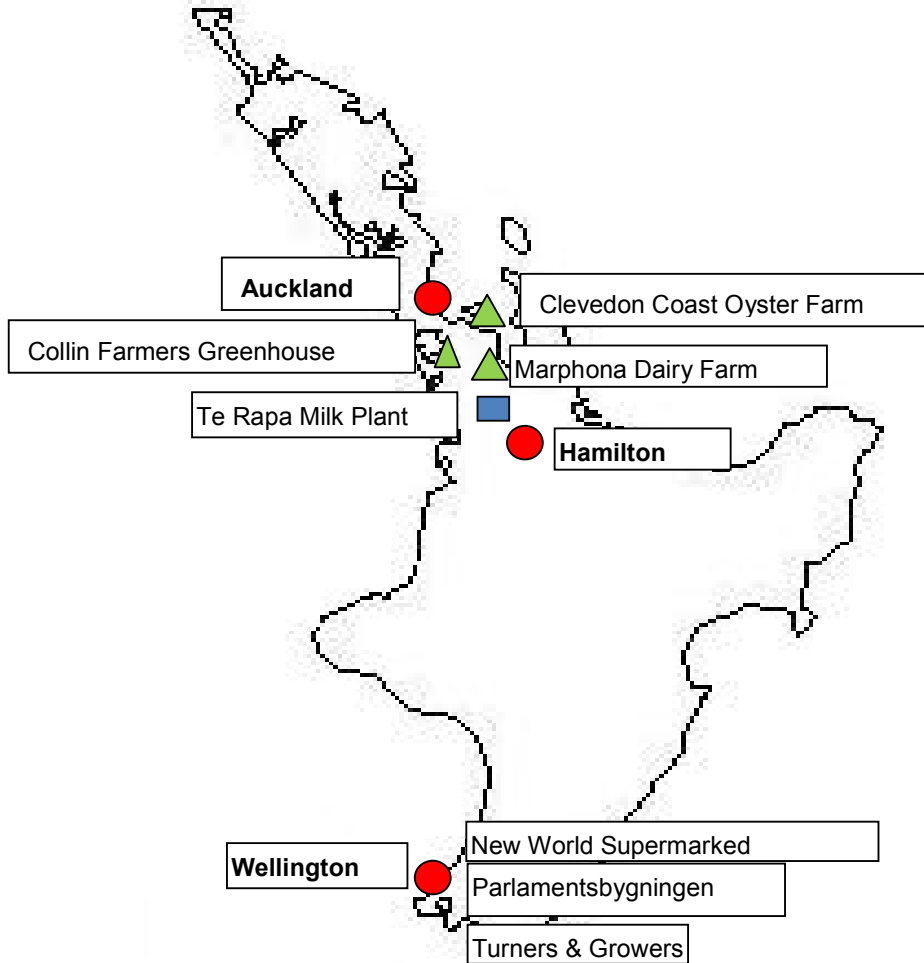 Auckland
Clevedon Coast Oyster Farm
Collin Farmers Greenhouse
Marphona Dairy Farm
Te Rapa Milk Plant
Hamilton
New World Supermarked
Wellington
Parlamentsbygningen
Turners & Growers